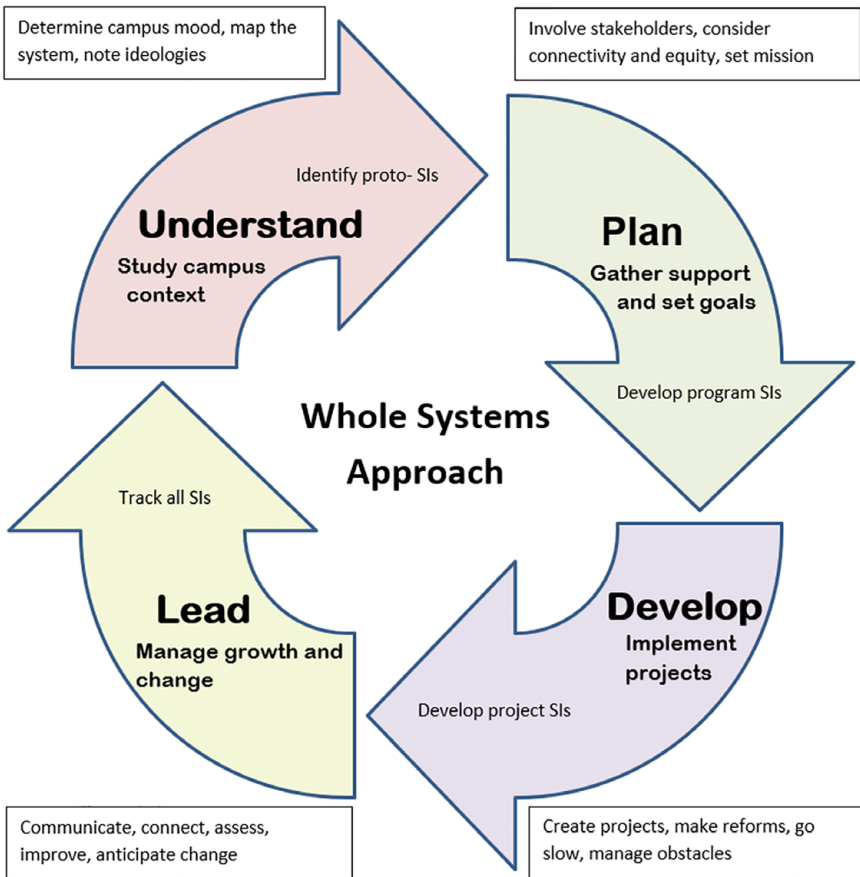 Determine campus mood, map the
system, note ideologies
Involve stakeholders, consider
connectivity and equity, set mission
Identify proto- SIs
Understand
Study campus
context
Plan
Gather support
and set goals
Develop program SIs
Whole Systems
Approach
Track all SIs
Lead
Manage growth and
change
Develop
Implement
projects
Develop project SIs
Communicate, connect, assess,
improve, anticipate change
Create projects, make reforms, go
slow, manage obstacles